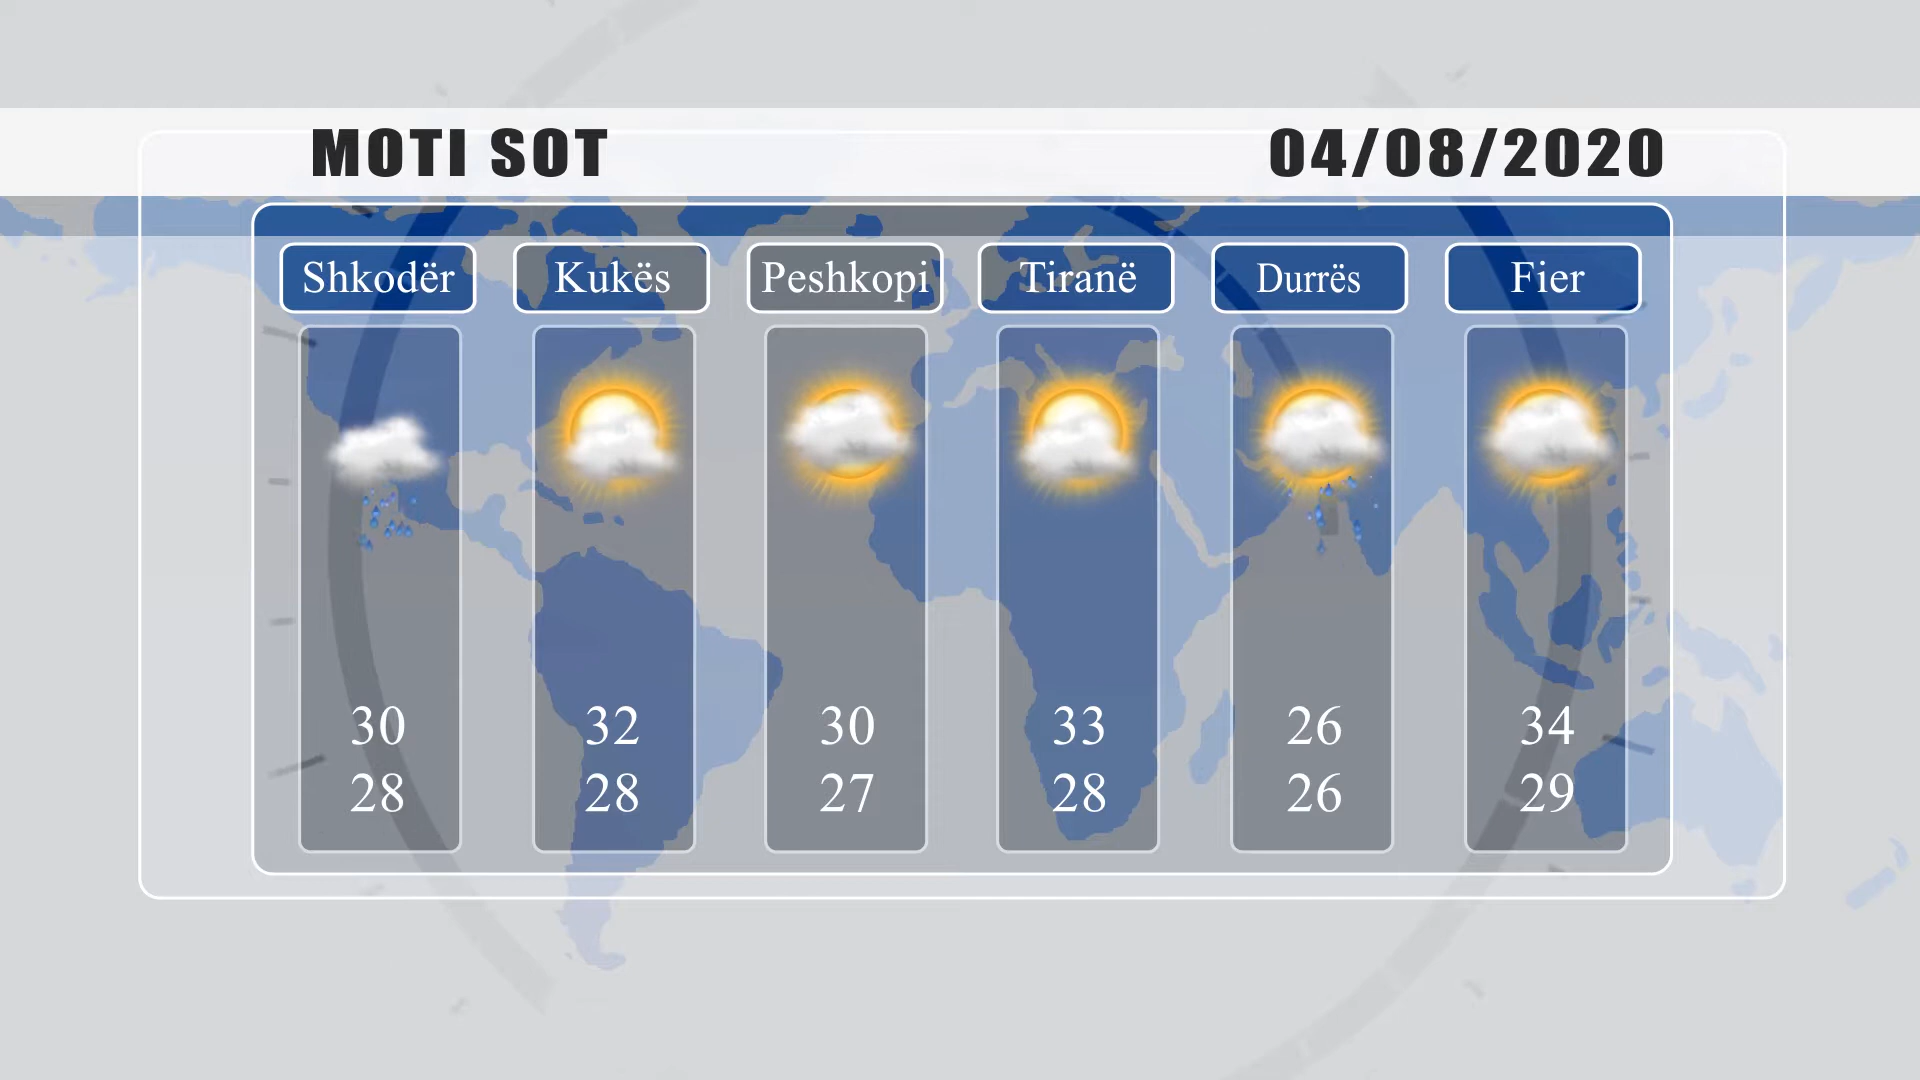 MOTI SOT 04/08/2020
Shkodër Kukës Peshkopi Tiranë Durrës Fier
30 32 30 33 26 34
28 28 27 28 26 29